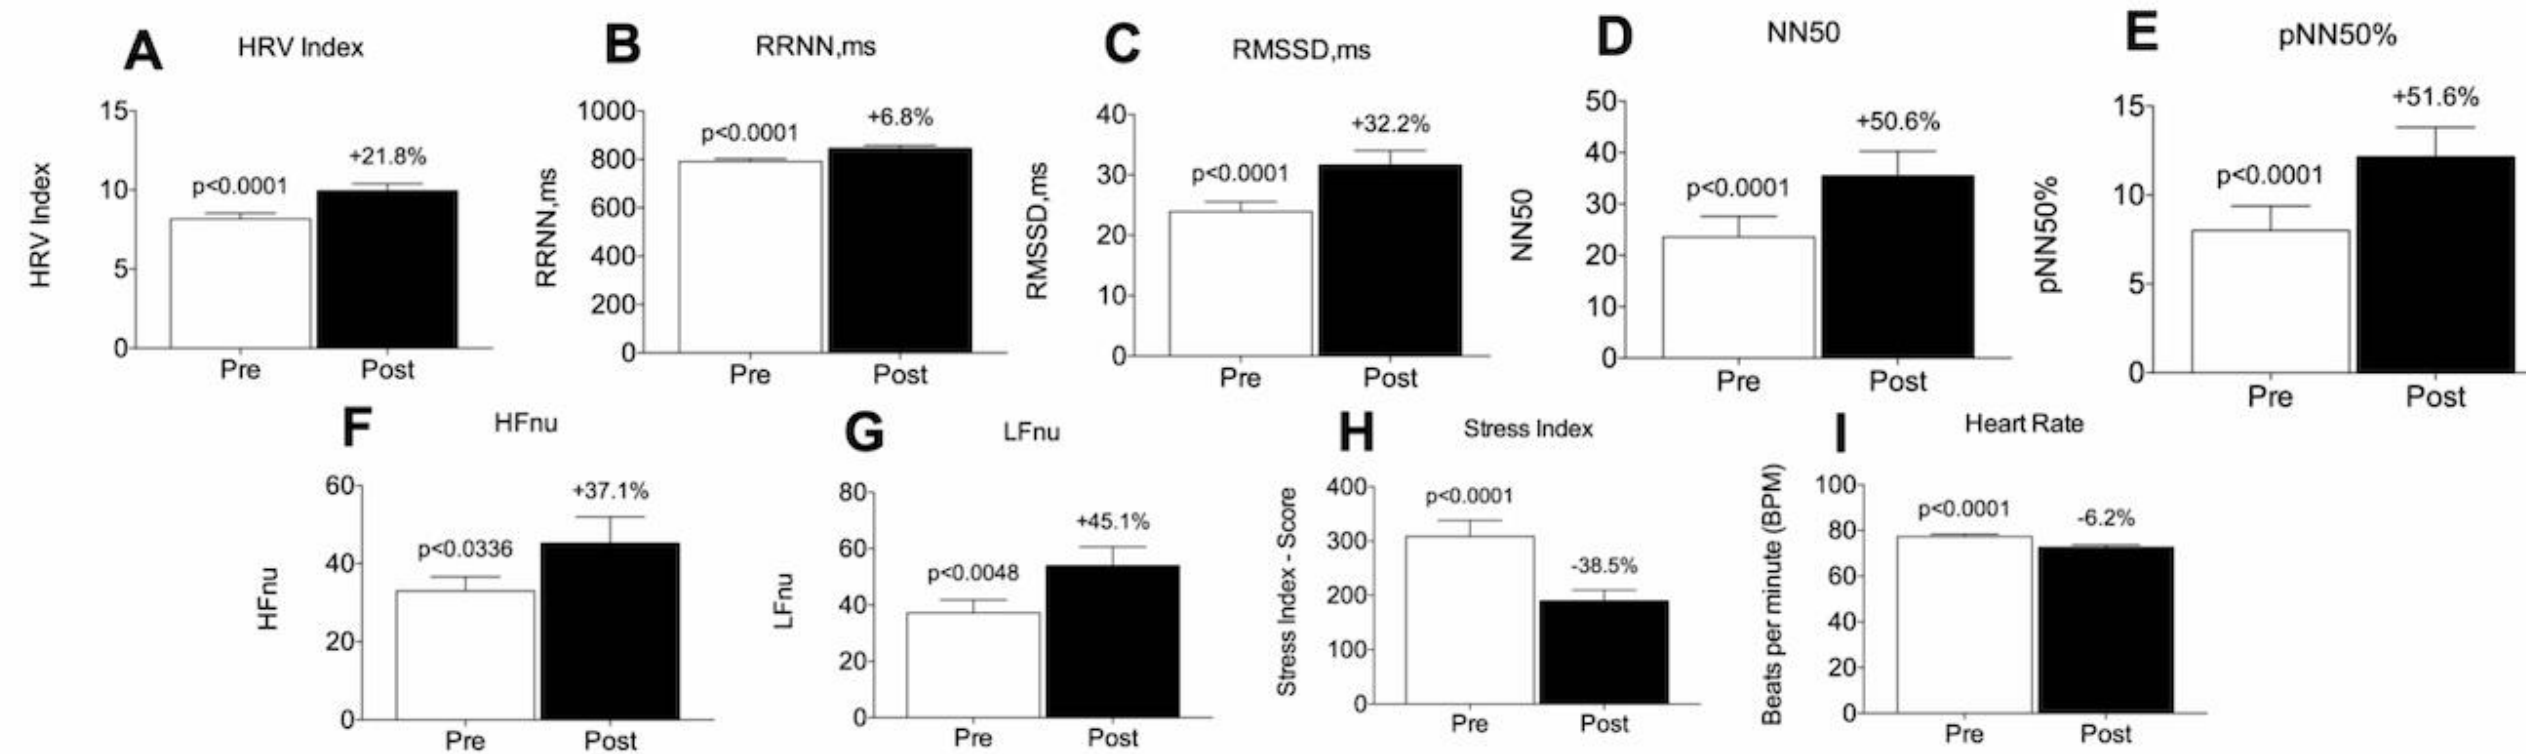 A HRV Index
HRV Index
15
10
5
0
p<0.0001
+21.8%
Pre Post
B RRNN,ms
RRNN,ms
1000
800
600
400
200
0
p<0.0001
+6.8%
Pre Post
C RMSSD,ms
RMSSD,ms
40
30
20
10
0
p<0.0001
+32.2%
Pre Post
D NN50
NN50
50
40
30
20
10
0
p<0.0001
+50.6%
Pre Post
E pNN50%
pNN50%
15
10
5
0
p<0.0001
+51.6%
Pre Post
F HFnu
HFnu
60
40
20
0
p<0.0336
+37.1%
Pre Post
G LFnu
LFnu
80
60
40
20
0
p<0.0048
+45.1%
Pre Post
H Stress Index
Stress Index - Score
400
300
200
100
0
p<0.0001
-38.5%
Pre Post
I Heart Rate
Beats per minute (BPM)
100
80
60
40
20
0
p<0.0001
-6.2%
Pre Post